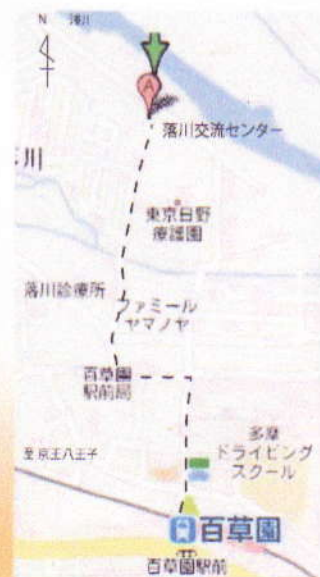 N
浅川
A
落川交流センター
川
東京日野
療護園
落川診療所
ファミール
ヤマノヤ
百草園
駅前局
多摩
ドライビング
スクール
至 京王八王子
百草園
百草園駅前